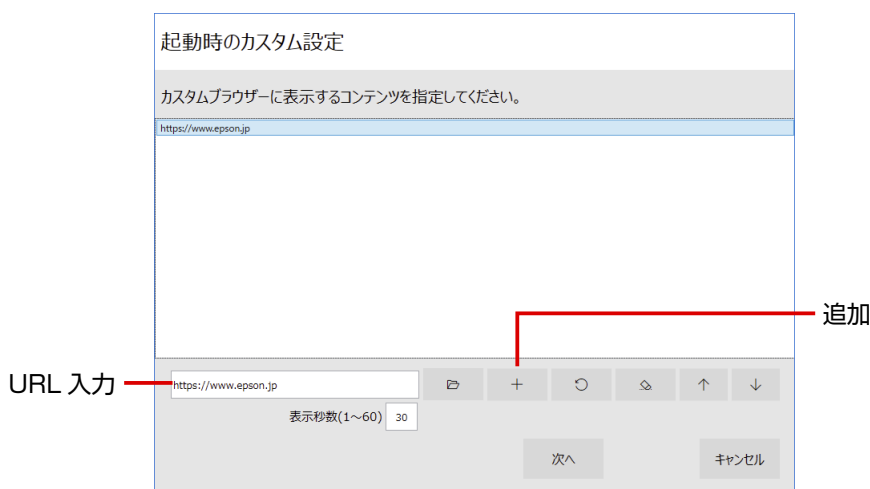 起動時のカスタム設定
カスタムブラウザーに表示するコンテンツを指定してください。
https://www.epson.jp
追加
URL 入力
https://www.epson.jp
表示秒数(1～60) 30
次へ
キャンセル